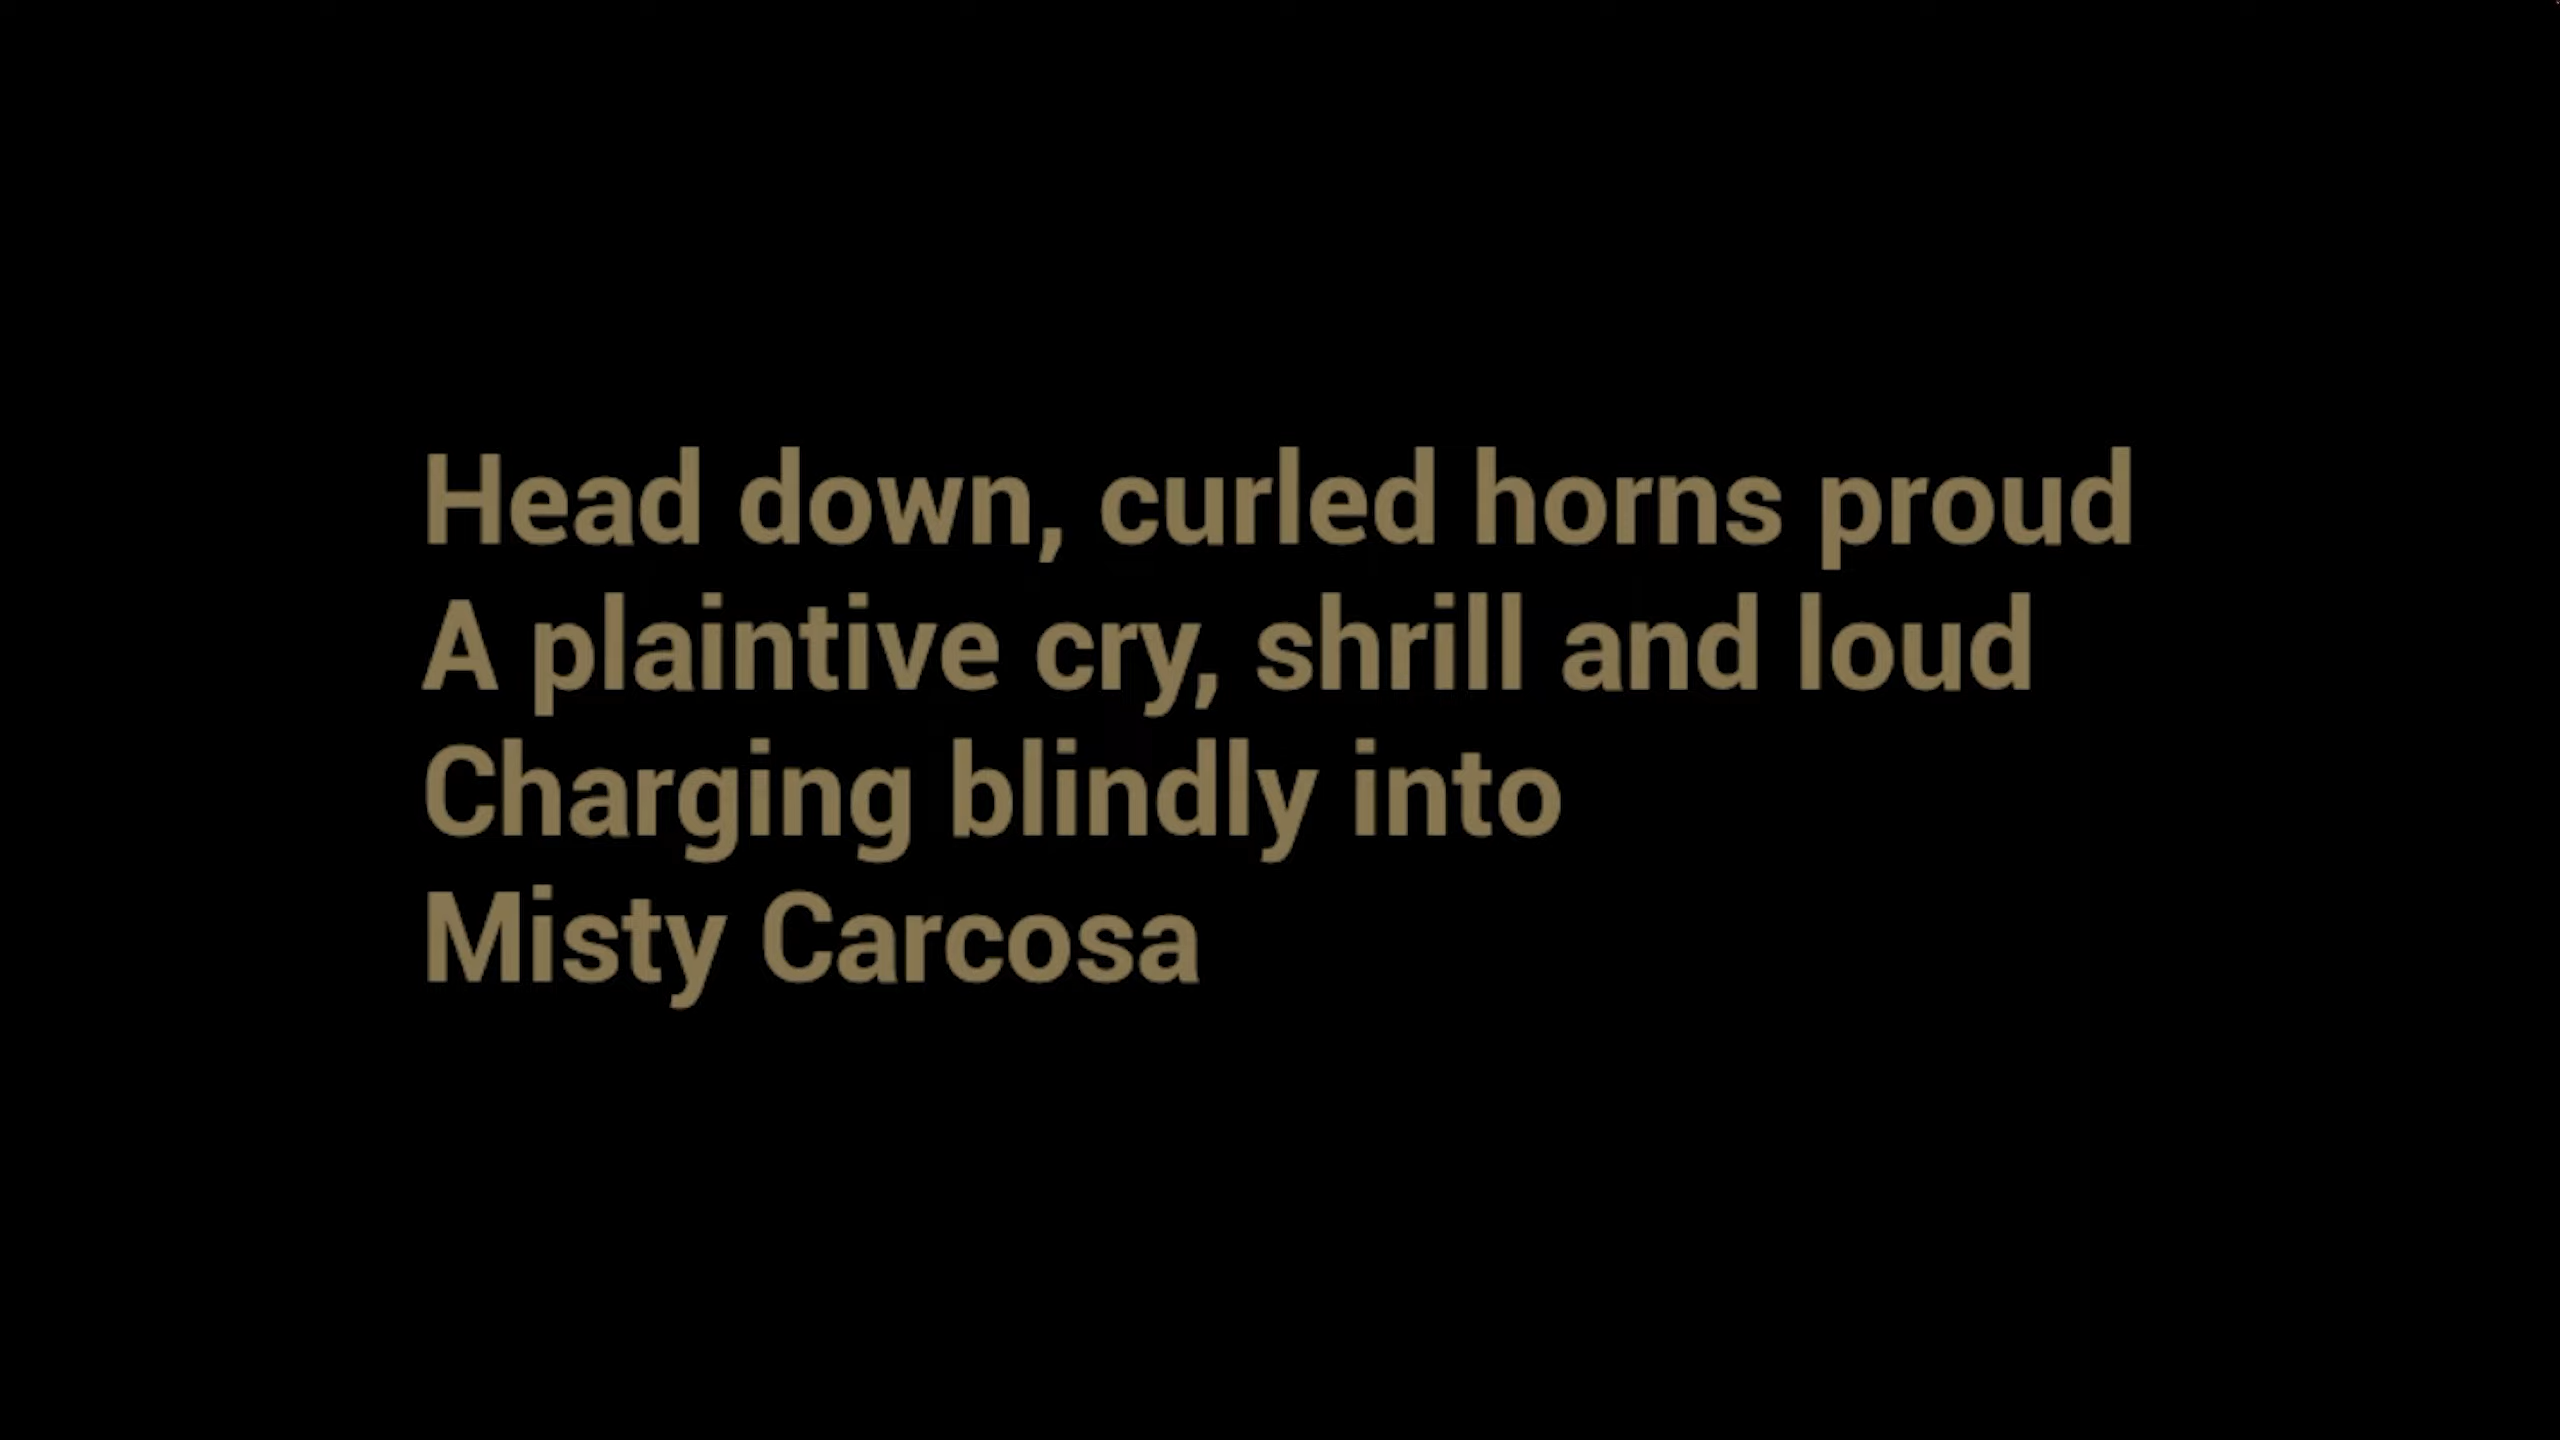 Head down, curled horns proud
A plaintive cry, shrill and loud
Charging blindly into
Misty Carcosa